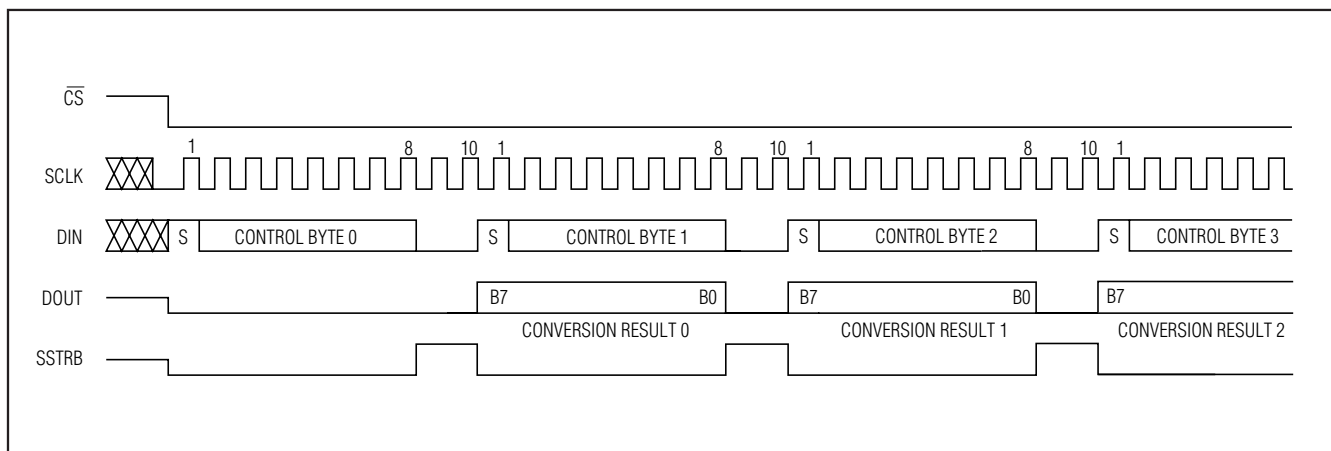 CS
1 8 10 1 8 10 1 8 10 1
SCLK
DIN S CONTROL BYTE 0 S CONTROL BYTE 1 S CONTROL BYTE 2 S CONTROL BYTE 3
DOUT B7 B0 B7 B0 B7
CONVERSION RESULT 0 CONVERSION RESULT 1 CONVERSION RESULT 2
SSTRB